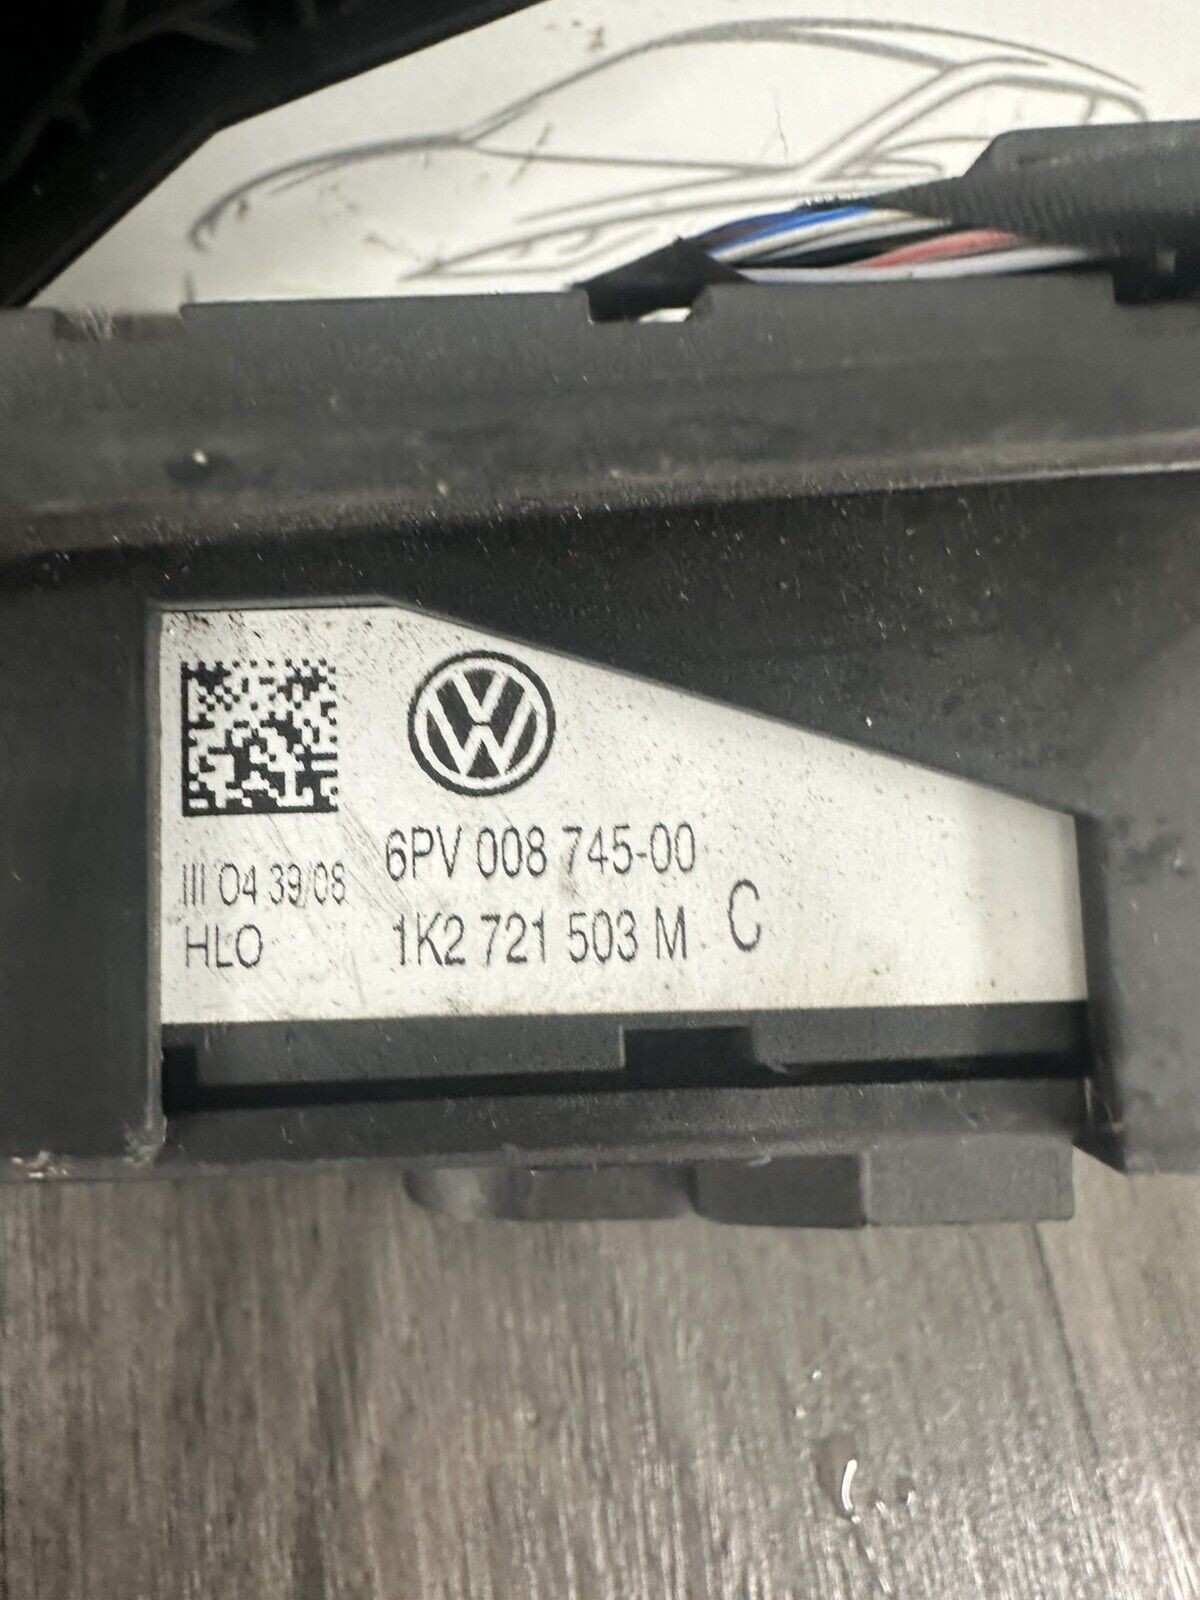 6PV 008 745-00
III 04 39/08
1K2 721 503 M C
HLO